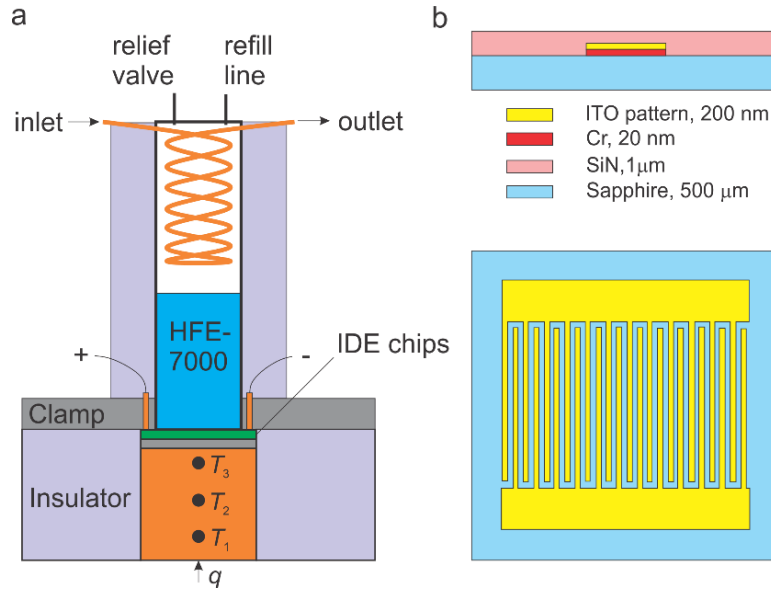 a
relief
valve
refill
line
inlet
outlet
HFE-
7000
+
-
IDE chips
Clamp
Insulator
T3
T2
T1
q
b
ITO pattern, 200 nm
Cr, 20 nm
SiN,1μm
Sapphire, 500 μm